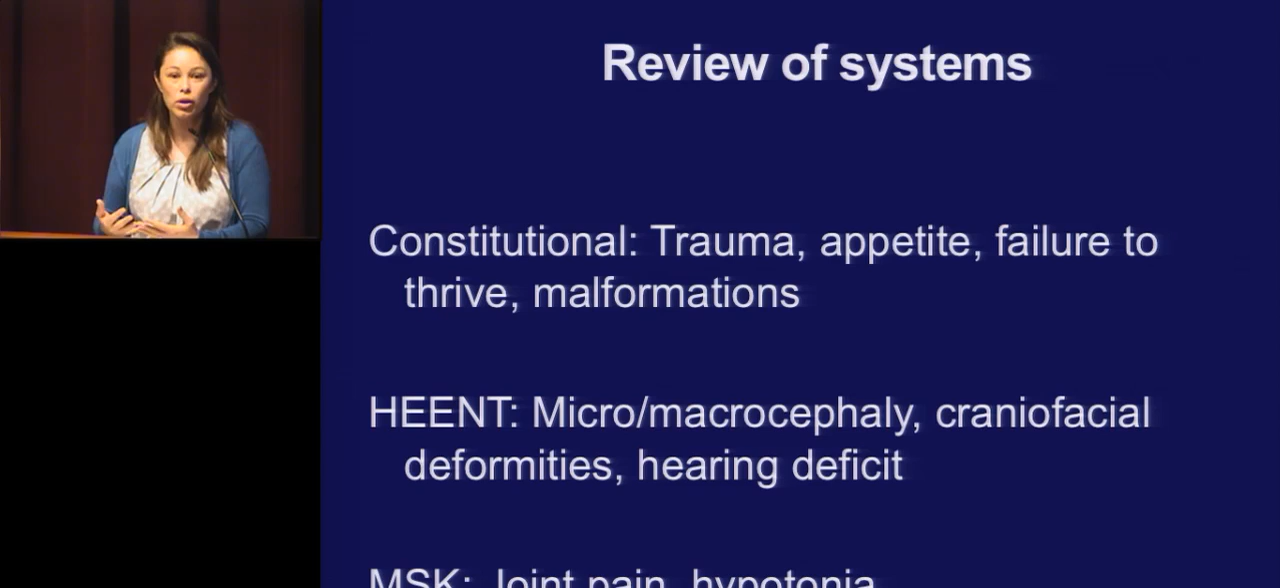 Review of systems
Constitutional: Trauma, appetite, failure to
thrive, malformations
HEENT: Micro/macrocephaly, craniofacial
deformities, hearing deficit
MSK: Joint pain, hypotonia